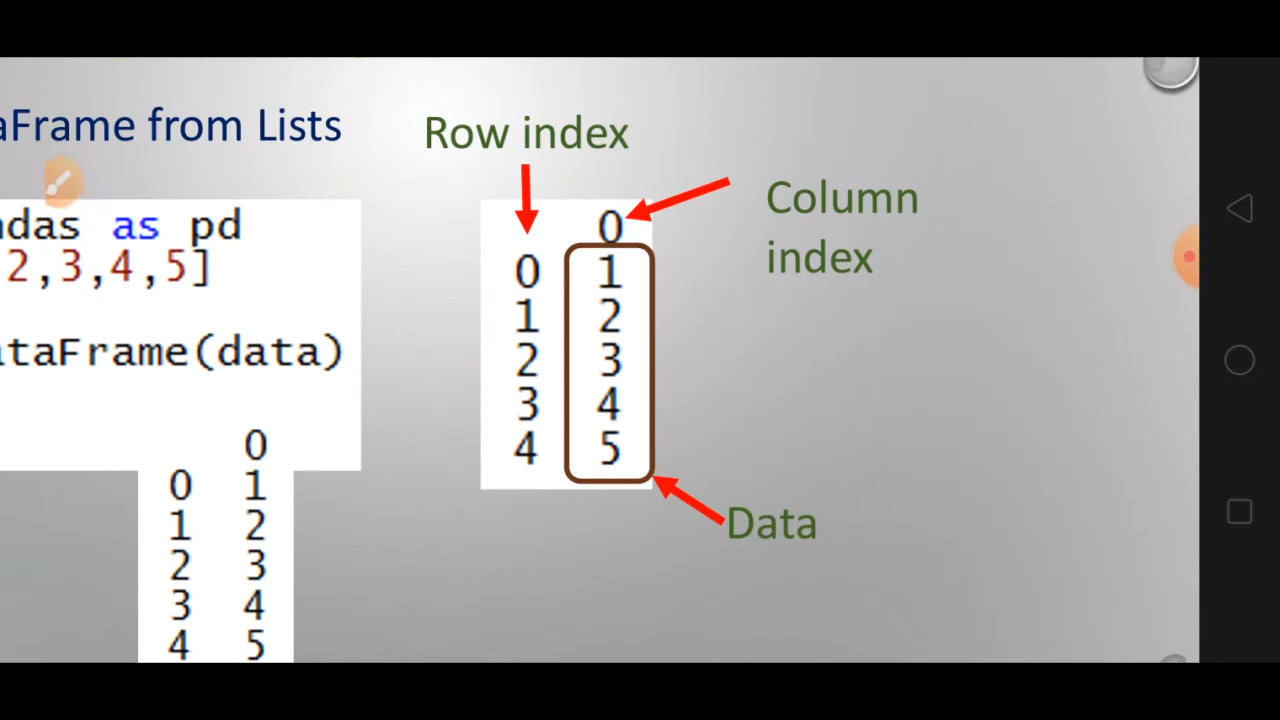 aFrame from Lists
ndas as pd
2,3,4,5]
ataFrame(data)
0
0 1
1 2
2 3
3 4
4 5
Row index
Column
index
0
0 1
1 2
2 3
3 4
4 5
Data